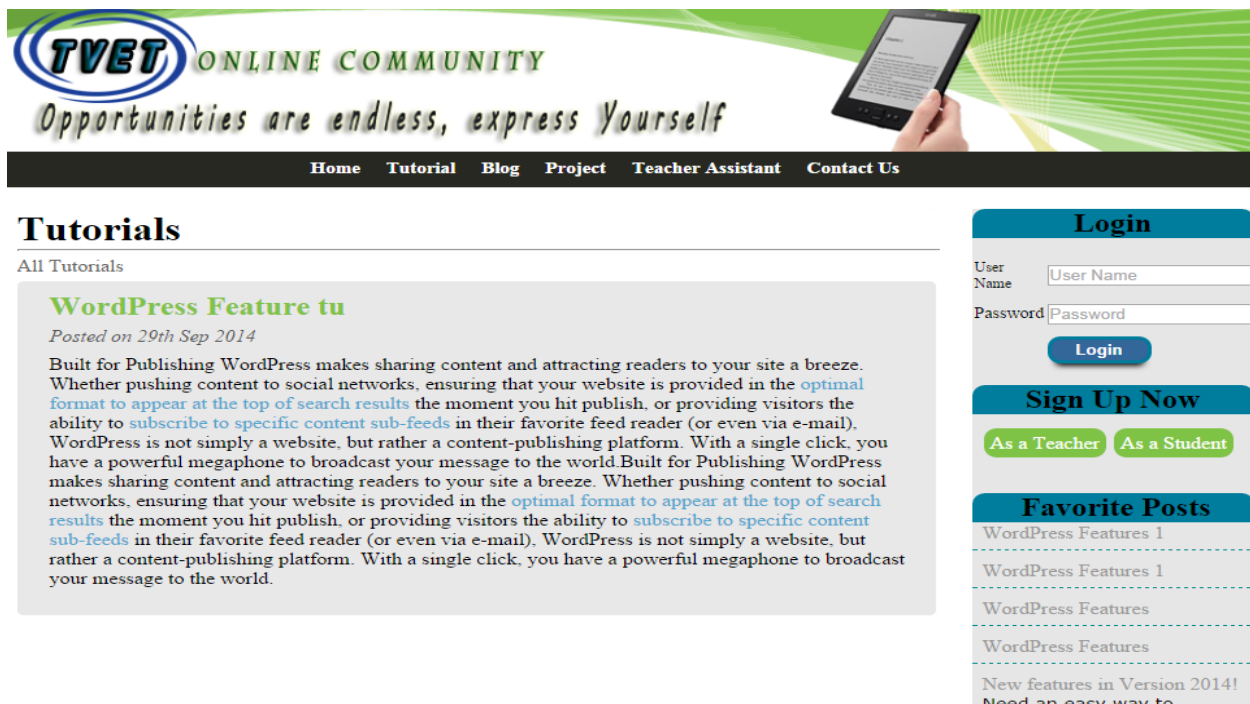 TVET ONLINE COMMUNITY
Opportunities are endless, express Yourself
Home Tutorial Blog Project Teacher Assistant Contact Us
Tutorials
All Tutorials
WordPress Feature tu
Posted on 29th Sep 2014
Built for Publishing WordPress makes sharing content and attracting readers to your site a breeze.
Whether pushing content to social networks, ensuring that your website is provided in the optimal
format to appear at the top of search results the moment you hit publish, or providing visitors the
ability to subscribe to specific content sub-feeds in their favorite feed reader (or even via e-mail),
WordPress is not simply a website, but rather a content-publishing platform. With a single click, you
have a powerful megaphone to broadcast your message to the world.Built for Publishing WordPress
makes sharing content and attracting readers to your site a breeze. Whether pushing content to social
networks, ensuring that your website is provided in the optimal format to appear at the top of search
results the moment you hit publish, or providing visitors the ability to subscribe to specific content
sub-feeds in their favorite feed reader (or even via e-mail), WordPress is not simply a website, but
rather a content-publishing platform. With a single click, you have a powerful megaphone to broadcast
your message to the world.
Login
User
Name
User Name
Password Password
Login
Sign Up Now
As a Teacher As a Student
Favorite Posts
WordPress Features 1
WordPress Features 1
WordPress Features
WordPress Features
New features in Version 2014!
Need an easy way to